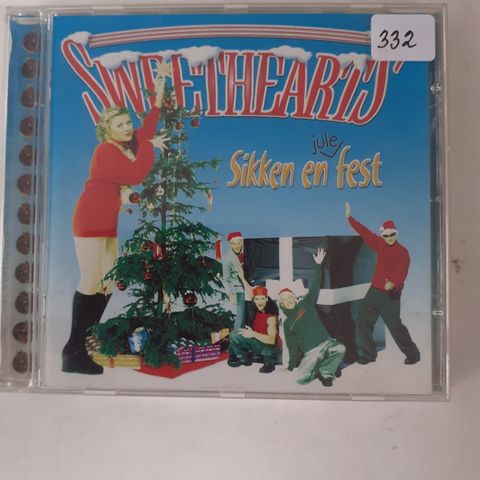 332
SWEETHEARTS
jule
Sikken en fest